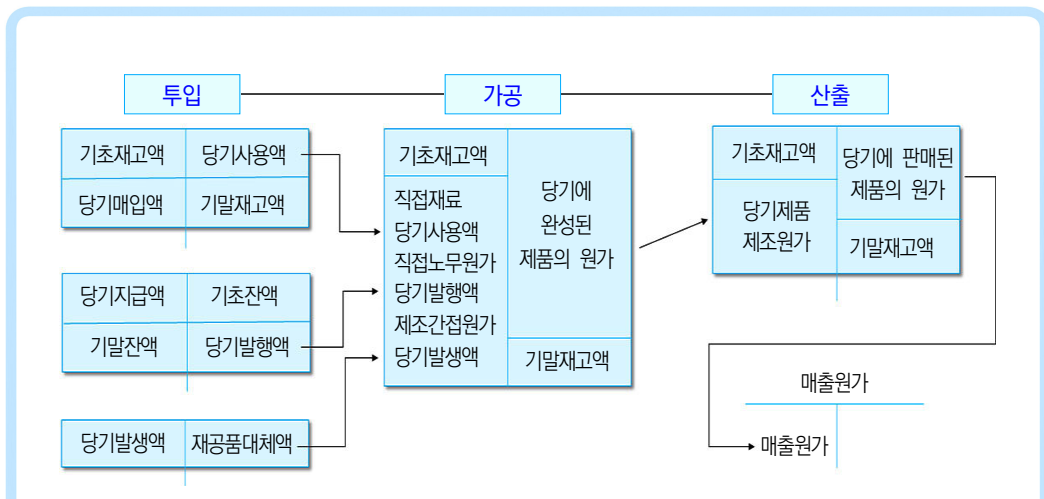 투입
가공
산출
기초재고액
당기사용액
당기매입액
기말재고액
당기지급액
기초잔액
기말잔액
당기발행액
당기발생액
재공품대체액
기초재고액
직접재료
당기사용액
직접노무원가
당기발행액
제조간접원가
당기발생액
당기에
완성된
제품의 원가
기말재고액
기초재고액
당기제품
제조원가
당기에 판매된
제품의 원가
기말재고액
매출원가
매출원가